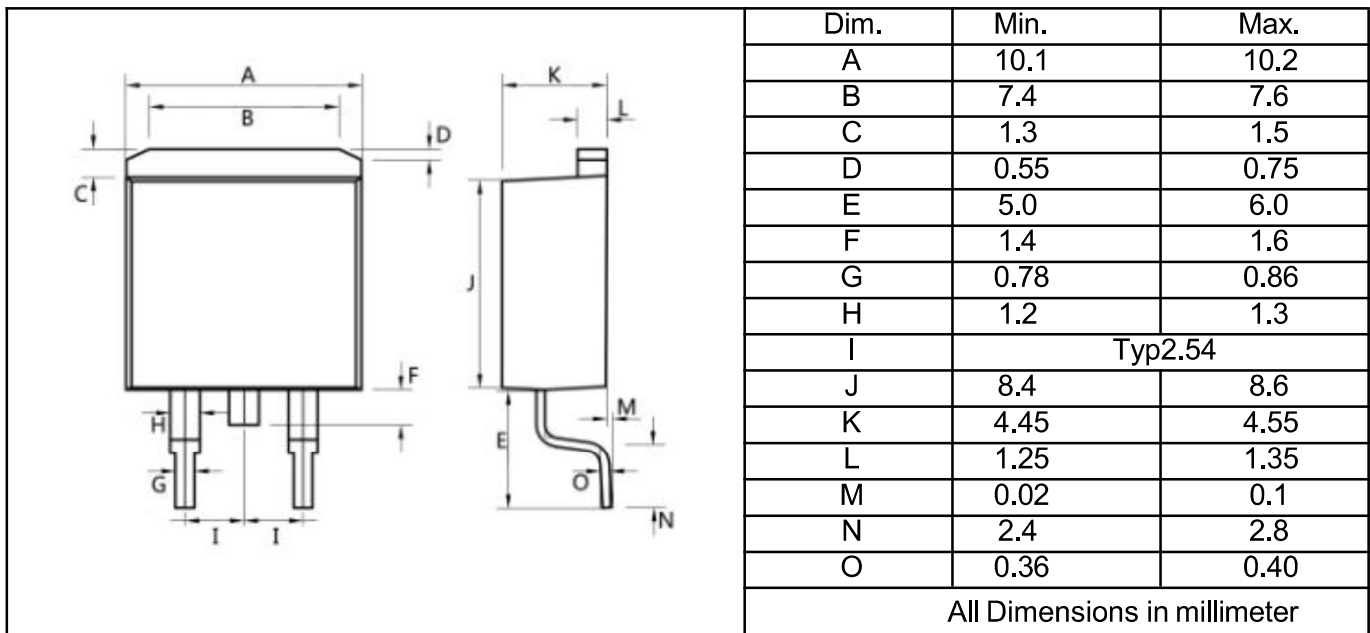 A
B
C
D
F
H
G
I I
K
L
J
E
M
O
N
Dim. Min. Max.
A 10.1 10.2
B 7.4 7.6
C 1.3 1.5
D 0.55 0.75
E 5.0 6.0
F 1.4 1.6
G 0.78 0.86
H 1.2 1.3
I Typ2.54
J 8.4 8.6
K 4.45 4.55
L 1.25 1.35
M 0.02 0.1
N 2.4 2.8
O 0.36 0.40
All Dimensions in millimeter